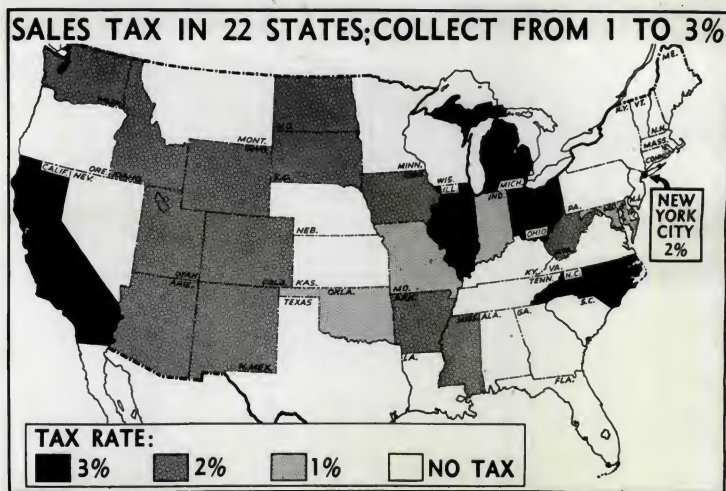 SALES TAX IN 22 STATES; COLLECT FROM 1 TO 3%
ME.
N.Y. VT.
N.H.
MASS.
CONN.
N.D.
MONT.
MINN.
CALIF. NEV. ORE. IDAHO
S.D.
WIS.
ILL.
MICH.
IND.
PA.
OHIO
NEW
YORK
CITY
2%
NEB.
UTAH
COLO.
KAS.
MO.
KY. VA.
ARIZ.
TEXAS
OKLA.
ARK.
TENN. N.C.
S.C.
MISS. ALA. GA.
N. MEX.
LA.
FLA.
TAX RATE:
3% 2% 1% NO TAX